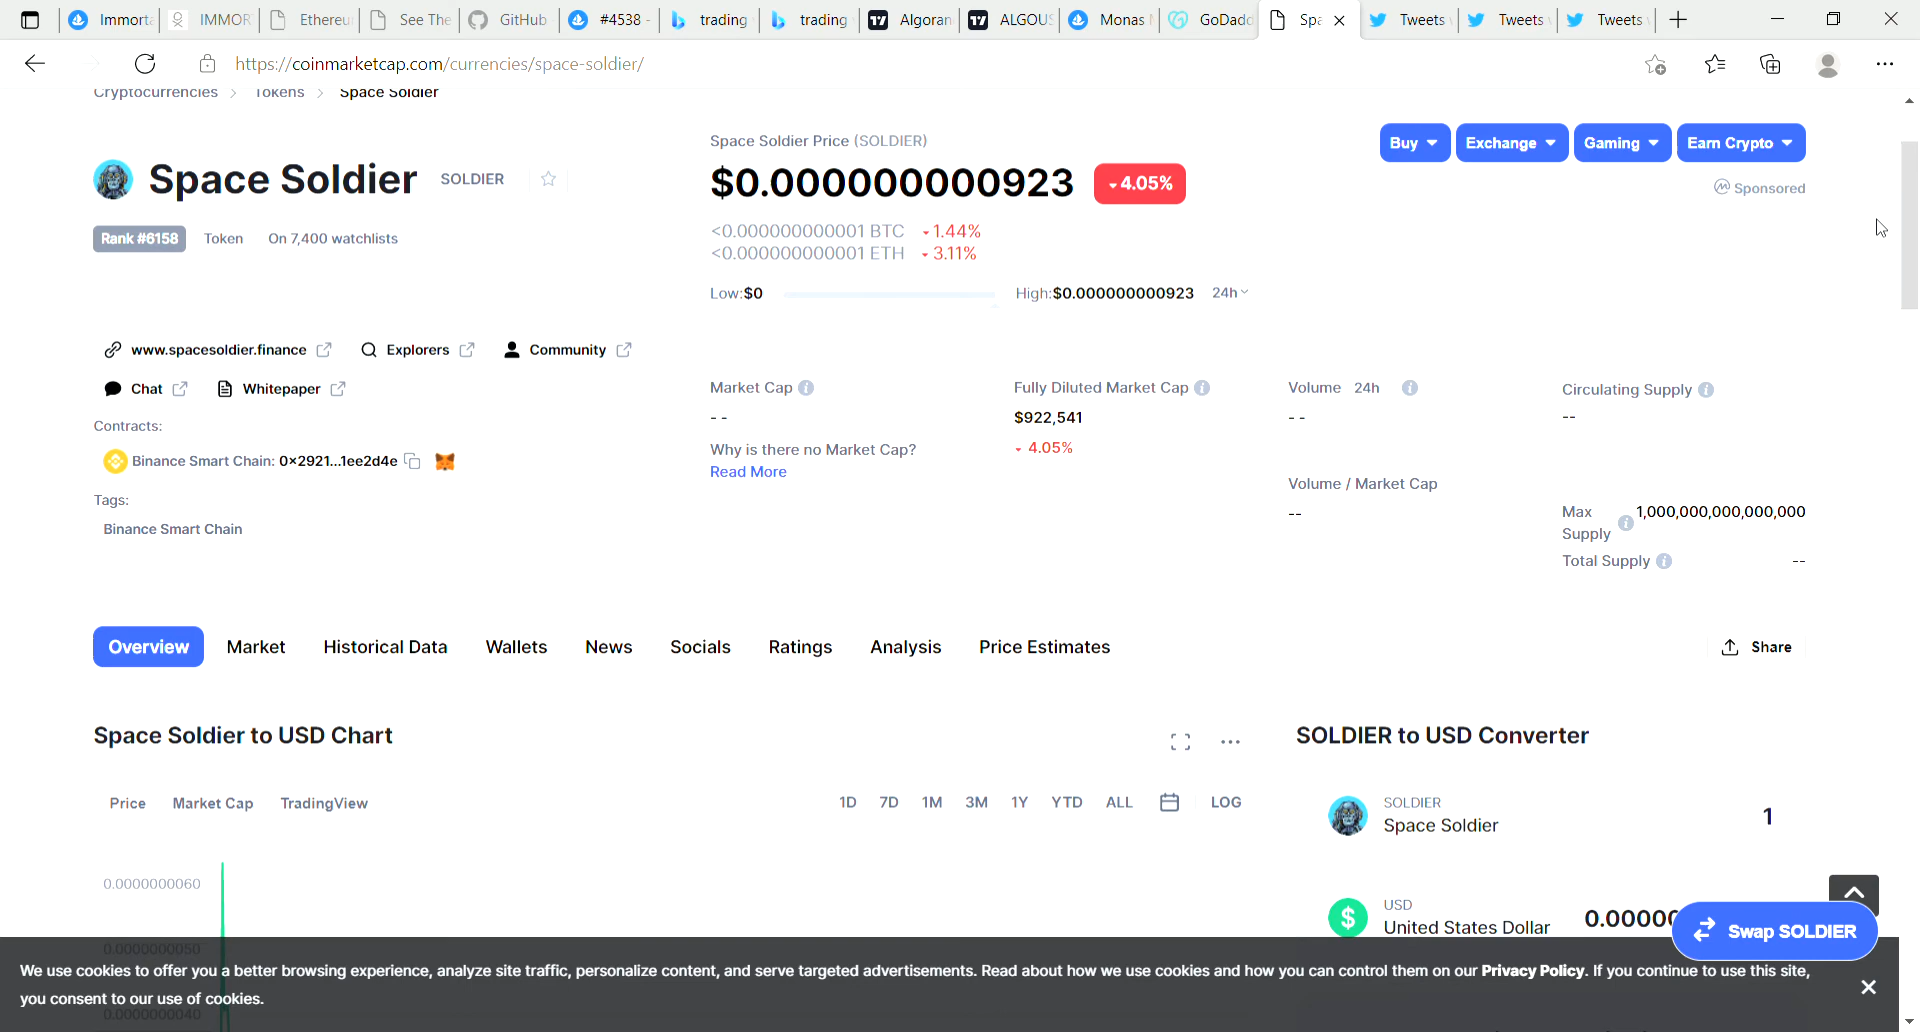 Immorta
IMMOR
Ethereu
See The
GitHub
#4538 -
trading
trading
Algoran
ALGOUS
Monas
GoDadd
Spa
Tweets
Tweets
Tweets
https://coinmarketcap.com/currencies/space-soldier/
Cryptocurrencies > Tokens > Space Soldier
Space Soldier SOLDIER
Rank #6158 Token On 7,400 watchlists
Space Soldier Price (SOLDIER)
$0.000000000923 4.05%
<0.000000000001 BTC 1.44%
<0.000000000001 ETH 3.11%
Low:$0 High:$0.000000000923 24h
Buy Exchange Gaming Earn Crypto
Sponsored
www.spacesoldier.finance Explorers Community
Chat Whitepaper
Contracts:
Binance Smart Chain: 0×2921...1ee2d4e
Tags:
Binance Smart Chain
Market Cap
- -
Why is there no Market Cap?
Read More
Fully Diluted Market Cap
$922,541
4.05%
Volume 24h
- -
Volume / Market Cap
--
Circulating Supply
--
Max Supply 1,000,000,000,000,000
Total Supply --
Overview Market Historical Data Wallets News Socials Ratings Analysis Price Estimates Share
Space Soldier to USD Chart
Price Market Cap TradingView 1D 7D 1M 3M 1Y YTD ALL LOG
0.0000000060
0.0000000050
0.0000000040
SOLDIER to USD Converter
SOLDIER
Space Soldier 1
USD
United States Dollar 0.00000
Swap SOLDIER
We use cookies to offer you a better browsing experience, analyze site traffic, personalize content, and serve targeted advertisements. Read about how we use cookies and how you can control them on our Privacy Policy. If you continue to use this site,
you consent to our use of cookies.